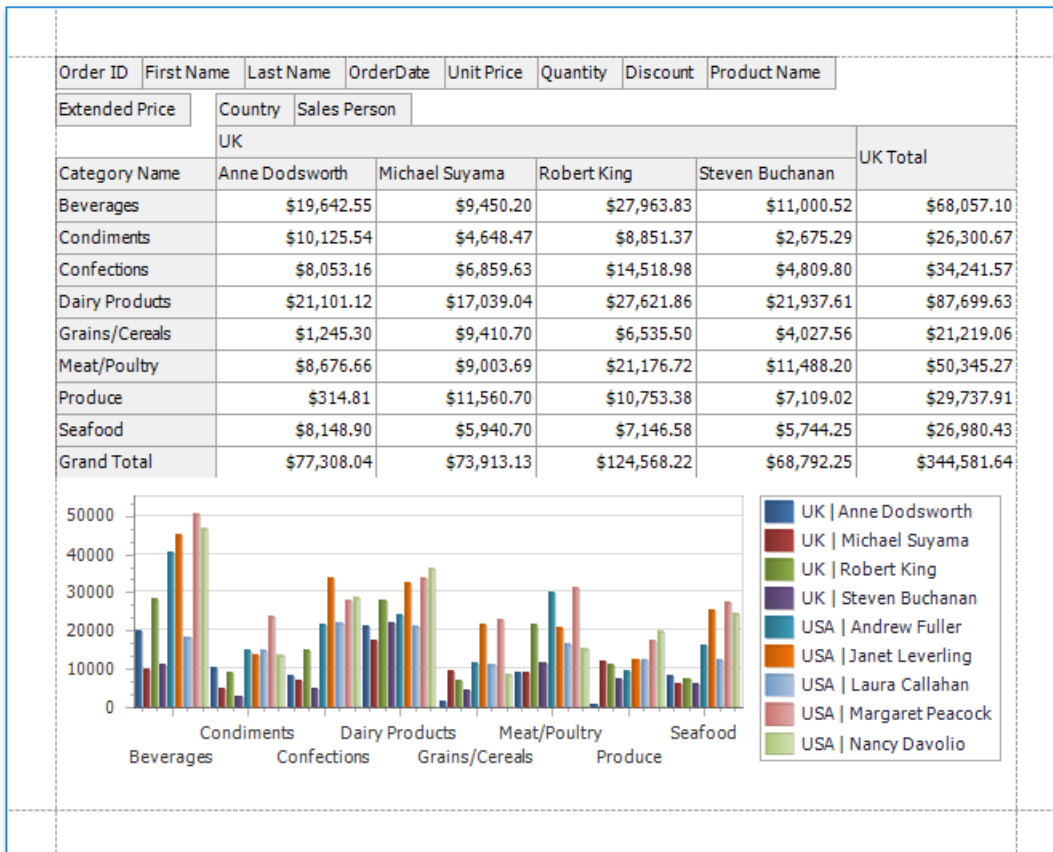 Order ID First Name Last Name OrderDate Unit Price Quantity Discount Product Name
Extended Price Country Sales Person
UK UK Total
Category Name Anne Dodsworth Michael Suyama Robert King Steven Buchanan
Beverages $19,642.55 $9,450.20 $27,963.83 $11,000.52 $68,057.10
Condiments $10,125.54 $4,648.47 $8,851.37 $2,675.29 $26,300.67
Confections $8,053.16 $6,859.63 $14,518.98 $4,809.80 $34,241.57
Dairy Products $21,101.12 $17,039.04 $27,621.86 $21,937.61 $87,699.63
Grains/Cereals $1,245.30 $9,410.70 $6,535.50 $4,027.56 $21,219.06
Meat/Poultry $8,676.66 $9,003.69 $21,176.72 $11,488.20 $50,345.27
Produce $314.81 $11,560.70 $10,753.38 $7,109.02 $29,737.91
Seafood $8,148.90 $5,940.70 $7,146.58 $5,744.25 $26,980.43
Grand Total $77,308.04 $73,913.13 $124,568.22 $68,792.25 $344,581.64
50000
40000
30000
20000
10000
0
Condiments Dairy Products Meat/Poultry Seafood
Beverages Confections Grains/Cereals Produce
UK | Anne Dodsworth
UK | Michael Suyama
UK | Robert King
UK | Steven Buchanan
USA | Andrew Fuller
USA | Janet Leverling
USA | Laura Callahan
USA | Margaret Peacock
USA | Nancy Davolio